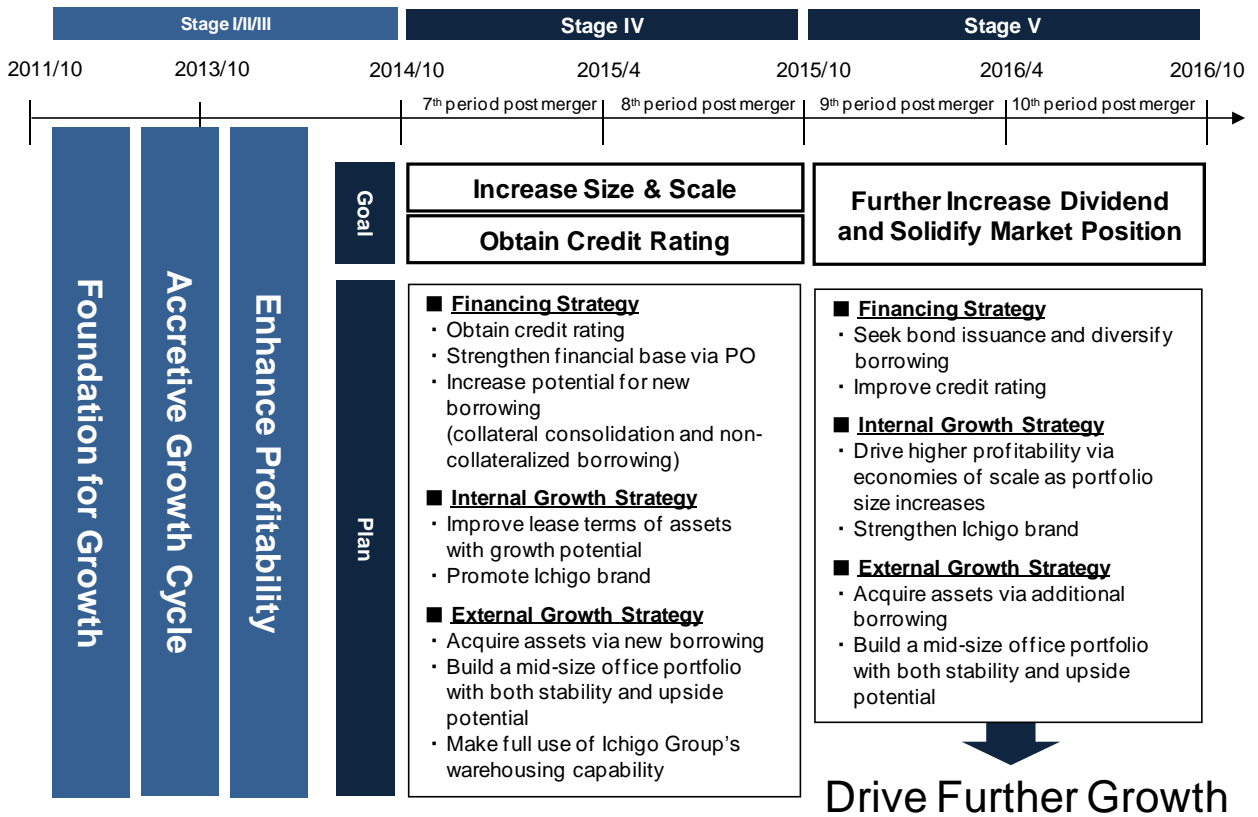 Stage I/II/III
Stage IV
Stage V
2011/10
2013/10
2014/10
2015/4
2015/10
2016/4
2016/10
7th period post merger
8th period post merger
9th period post merger
10th period post merger
Foundation for Growth
Accretive Growth Cycle
Enhance Profitability
Goal
Increase Size & Scale
Obtain Credit Rating
Further Increase Dividend
and Solidify Market Position
Plan
■ Financing Strategy
・Obtain credit rating
・Strengthen financial base via PO
・Increase potential for new
borrowing
(collateral consolidation and non-
collateralized borrowing)
■ Internal Growth Strategy
・Improve lease terms of assets
with growth potential
・Promote Ichigo brand
■ External Growth Strategy
・Acquire assets via new borrowing
・Build a mid-size office portfolio
with both stability and upside
potential
・Make full use of Ichigo Group's
warehousing capability
■ Financing Strategy
・Seek bond issuance and diversify
borrowing
・Improve credit rating
■ Internal Growth Strategy
・Drive higher profitability via
economies of scale as portfolio
size increases
・Strengthen Ichigo brand
■ External Growth Strategy
・Acquire assets via additional
borrowing
・Build a mid-size office portfolio
with both stability and upside
potential
Drive Further Growth